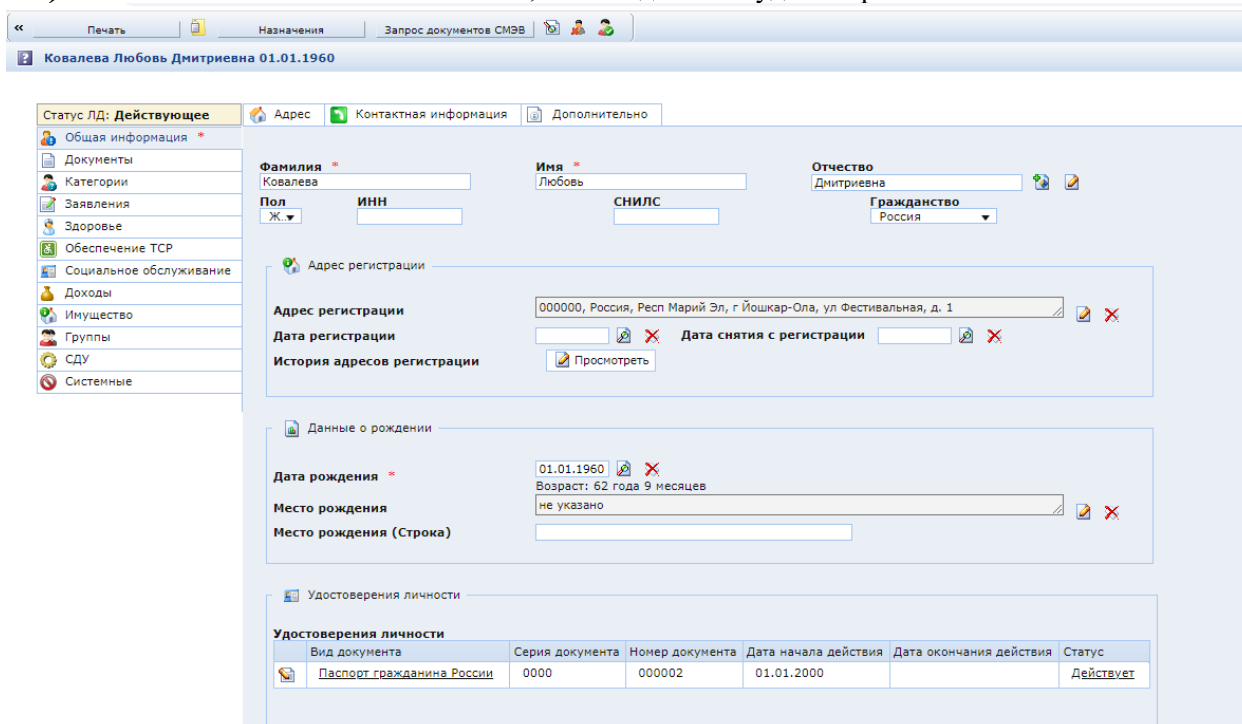 « Печать Назначения Запрос документов СМЭВ
Ковалева Любовь Дмитриевна 01.01.1960
Статус ЛД: Действующее
Адрес Контактная информация Дополнительно
Общая информация *
Документы
Категории
Заявления
Здоровье
Обеспечение ТСР
Социальное обслуживание
Доходы
Имущество
Группы
СДУ
Системные
Фамилия * Имя * Отчество
Ковалева Любовь Дмитриевна
Пол ИНН СНИЛС Гражданство
Ж.. Россия
Адрес регистрации
Адрес регистрации 000000, Россия, Респ Марий Эл, г Йошкар-Ола, ул Фестивальная, д. 1
Дата регистрации Дата снятия с регистрации
История адресов регистрации Просмотреть
Данные о рождении
Дата рождения * 01.01.1960
Возраст: 62 года 9 месяцев
Место рождения не указано
Место рождения (Строка)
Удостоверения личности
Удостоверения личности
Вид документа Серия документа Номер документа Дата начала действия Дата окончания действия Статус
Паспорт гражданина России 0000 000002 01.01.2000 Действует